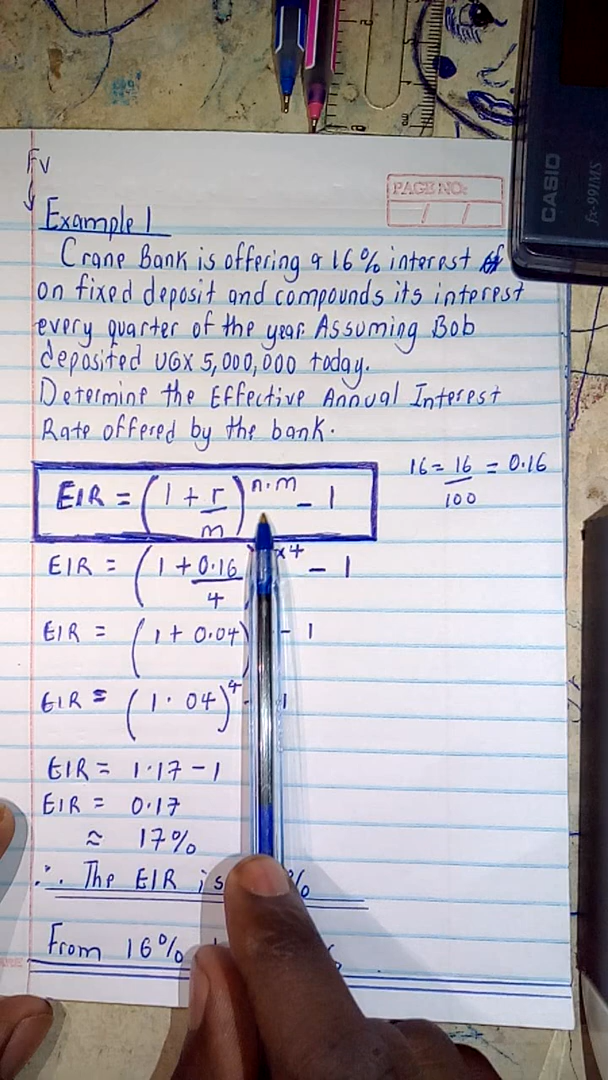 FV
PAGE NO:
Example 1
CASIO
fx-991MS
Crane Bank is offering a 16% interest
on fixed deposit and compounds its interest
every quarter of the year. Assuming Bob
deposited UGX 5,000,000 today.
Determine the Effective Annual Interest
Rate offered by the bank.
16 = 16/100 = 0.16
EIR = (1 + r/m)^n.m - 1
EIR = (1 + 0.16/4)^x4 - 1
EIR = (1 + 0.04) - 1
EIR = (1.04)^4 - 1
EIR = 1.17 - 1
EIR = 0.17
≈ 17%
∴ The EIR is %
From 16%